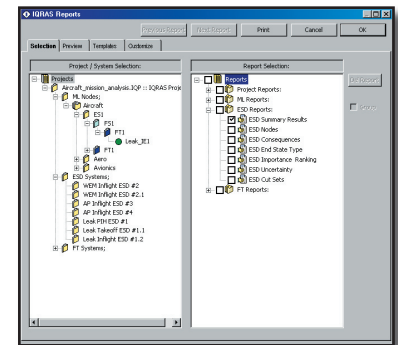 IQRAS Reports
Previous Report Next Report Print Cancel OK
Selection Preview Templates Customize
Project / System Selection:
Projects
Aircraft_mission_analysis.IQP :: IQRAS Proje
ML Nodes;
Aircraft
ES1
FS1
FT1
Leak_IE1
FT1
Aero
Avionics
ESD Systems;
WEM Inflight ESD #2
WEM Inflight ESD #2.1
AP Inflight ESD #3
AP Inflight ESD #4
Leak PIH ESD #1
Leak Takeoff ESD #1.1
Leak Inflight ESD #1.2
FT Systems;
Report Selection:
Reports
Project Reports:
ML Reports:
ESD Reports:
ESD Summary Results
ESD Nodes
ESD Consequences
ESD End State Type
ESD Importance Ranking
ESD Uncertainty
ESD Cut Sets
FT Reports:
Report